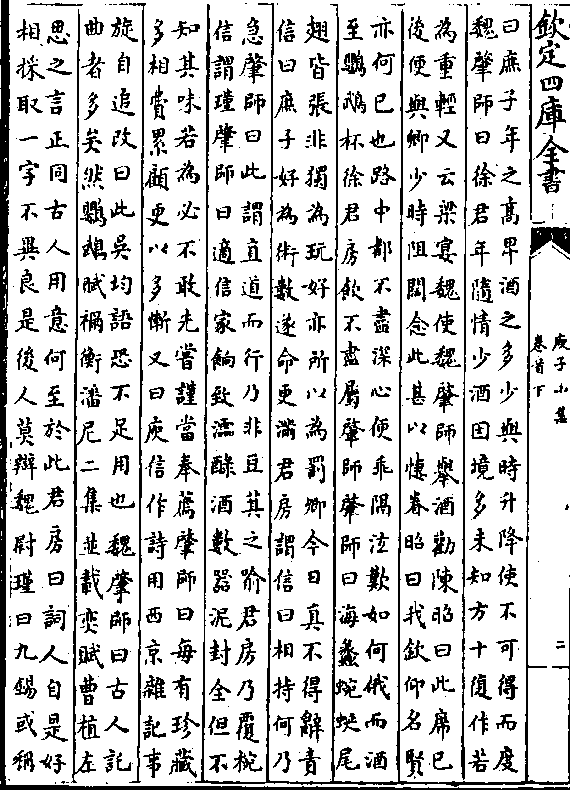 欽定四庫全書
庾子山集
卷首下
二
曰庶子年之高卑酒之多少與時升降使不可得而度
魏肇師曰徐君年隨情少酒因境多未知方十復作若
為重輕又云梁宴魏使魏肇師舉酒勸陳昭曰此席已
後便與卿少時阻闊念此甚以悽眷昭曰我欽仰名賢
亦何已也路中都不盡深心便乖隔泣歎如何俄而酒
至鸚鵡杯徐君房飲不盡屬肇師肇師曰海蠡蜿蜒尾
翅皆張非獨為玩好亦所以為罰卿今日真不得辭責
信曰庶子好為術數遂命更滿君房謂信曰相持何乃
急肇師曰此謂直道而行乃非豆萁之喻君房乃覆椀
信謂瑾肇師曰適信家餉致濡醁酒數器泥封全但不
知其味若為必不敢先嘗謹當奉薦肇師曰每有珍藏
多相費累顧更以多慚又曰庾信作詩用西京雜記事
旋自追改曰此吳均語恐不足用也魏肇師曰古人託
曲者多矣然鸚鵡賦禰衡潘尼二集並載奕賦曹植左
思之言正同古人用意何至於此君房曰詞人自是好
相採取一字不異良是後人莫辯魏尉瑾曰九錫或稱